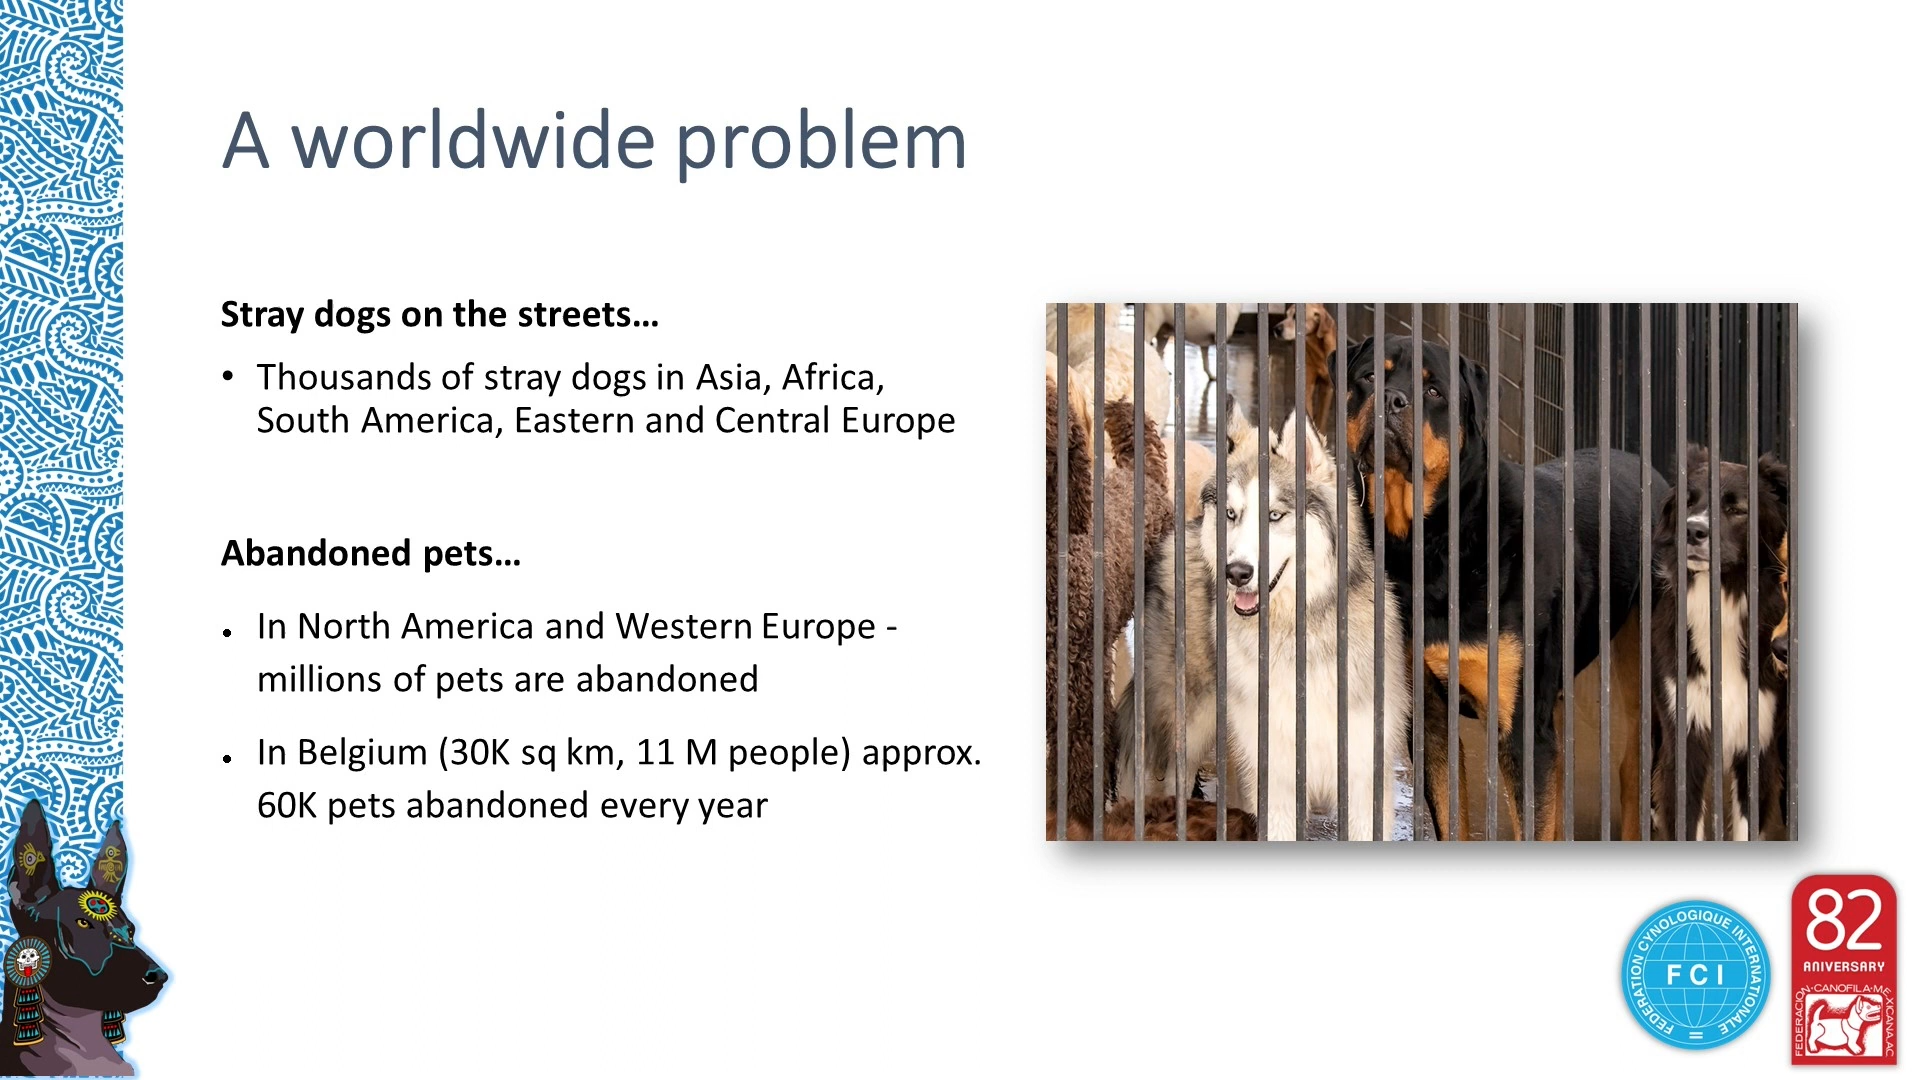 A worldwide problem
Stray dogs on the streets…
• Thousands of stray dogs in Asia, Africa,
South America, Eastern and Central Europe
Abandoned pets…
• In North America and Western Europe -
millions of pets are abandoned
• In Belgium (30K sq km, 11 M people) approx.
60K pets abandoned every year
FEDERATION CYNOLOGIQUE INTERNATIONALE
FCI
82
ANIVERSARY
FEDERACION·CANOFILA·MEXICANA,AC